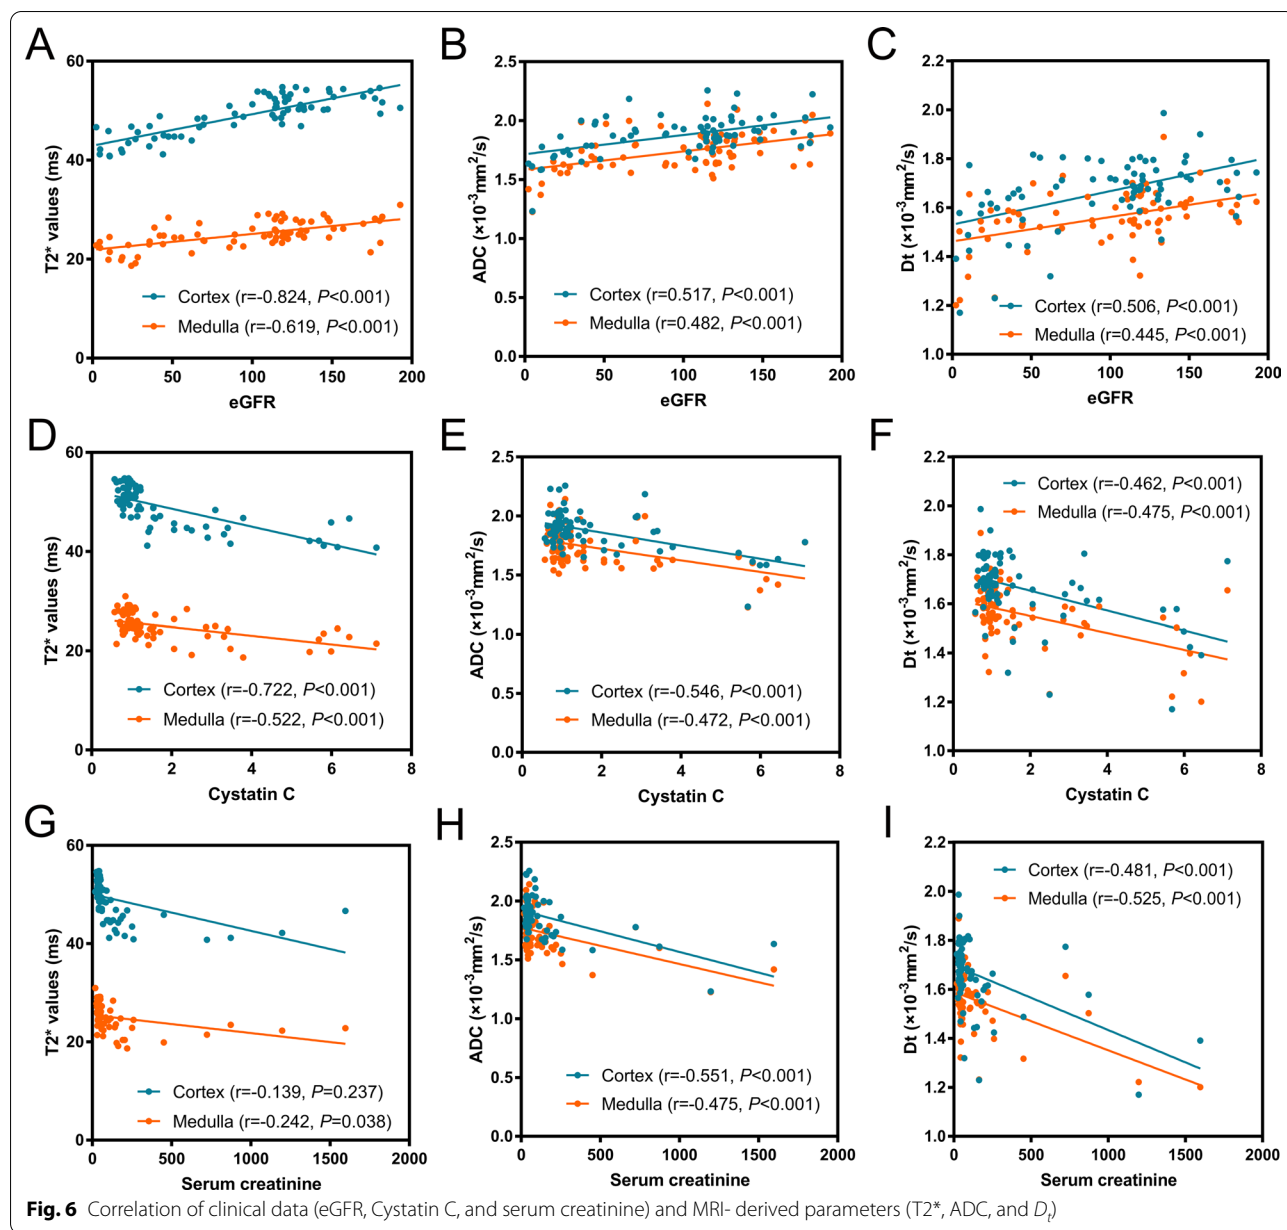 A
T2* values (ms)
60
40
20
0
0 50 100 150 200
eGFR
Cortex (r=-0.824, P<0.001)
Medulla (r=-0.619, P<0.001)
B
ADC (×10-3mm2/s)
2.5
2.0
1.5
1.0
0.5
0.0
0 50 100 150 200
eGFR
Cortex (r=0.517, P<0.001)
Medulla (r=0.482, P<0.001)
C
Dt (×10-3mm2/s)
2.2
2.0
1.8
1.6
1.4
1.2
1.0
0 50 100 150 200
eGFR
Cortex (r=0.506, P<0.001)
Medulla (r=0.445, P<0.001)
D
T2* values (ms)
60
40
20
0
0 2 4 6 8
Cystatin C
Cortex (r=-0.722, P<0.001)
Medulla (r=-0.522, P<0.001)
E
ADC (×10-3mm2/s)
2.5
2.0
1.5
1.0
0.5
0.0
0 2 4 6 8
Cystatin C
Cortex (r=-0.546, P<0.001)
Medulla (r=-0.472, P<0.001)
F
Dt (×10-3mm2/s)
2.2
2.0
1.8
1.6
1.4
1.2
1.0
0 2 4 6 8
Cystatin C
Cortex (r=-0.462, P<0.001)
Medulla (r=-0.475, P<0.001)
G
T2* values (ms)
60
40
20
0
0 500 1000 1500 2000
Serum creatinine
Cortex (r=-0.139, P=0.237)
Medulla (r=-0.242, P=0.038)
H
ADC (×10-3mm2/s)
2.5
2.0
1.5
1.0
0.5
0.0
0 500 1000 1500 2000
Serum creatinine
Cortex (r=-0.551, P<0.001)
Medulla (r=-0.475, P<0.001)
I
Dt (×10-3mm2/s)
2.2
2.0
1.8
1.6
1.4
1.2
1.0
0 500 1000 1500 2000
Serum creatinine
Cortex (r=-0.481, P<0.001)
Medulla (r=-0.525, P<0.001)
Fig. 6 Correlation of clinical data (eGFR, Cystatin C, and serum creatinine) and MRI- derived parameters (T2*, ADC, and Dt)